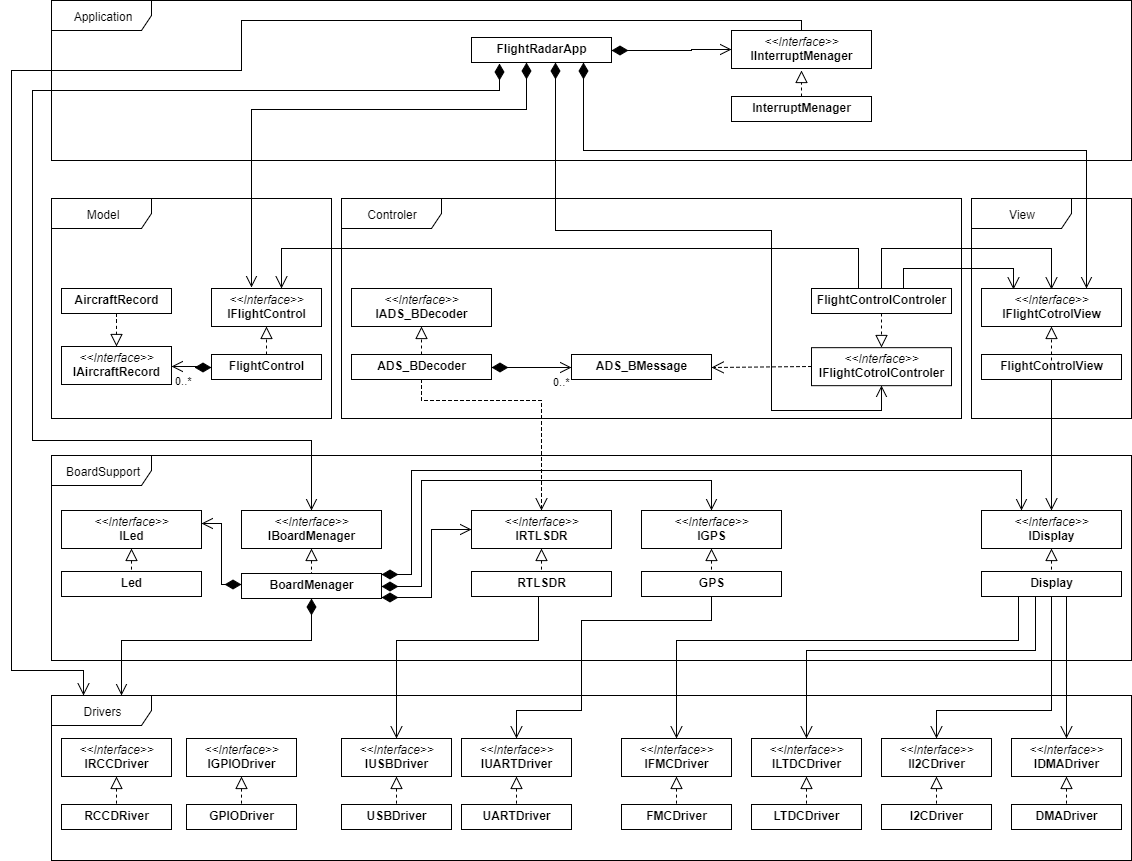 Application
FlightRadarApp
<<Interface>>
IInterruptMenager
InterruptMenager
Model
Controler
View
AircraftRecord
<<Interface>>
IFlightControl
<<Interface>>
IADS_BDecoder
FlightCotrolControler
<<Interface>>
IFlightCotrolView
<<Interface>>
IAircraftRecord
0..*
FlightControl
ADS_BDecoder
0..*
ADS_BMessage
<<Interface>>
IFlightCotrolControler
FlightControlView
BoardSupport
<<Interface>>
ILed
<<Interface>>
IBoardMenager
<<Interface>>
IRTLSDR
<<Interface>>
IGPS
<<Interface>>
IDisplay
Led
BoardMenager
RTLSDR
GPS
Display
Drivers
<<Interface>>
IRCCDriver
<<Interface>>
IGPIODriver
<<Interface>>
IUSBDriver
<<Interface>>
IUARTDriver
<<Interface>>
IFMCDriver
<<Interface>>
ILTDCDriver
<<Interface>>
II2CDriver
<<Interface>>
IDMADriver
RCCDRiver
GPIODriver
USBDriver
UARTDriver
FMCDriver
LTDCDriver
I2CDriver
DMADriver